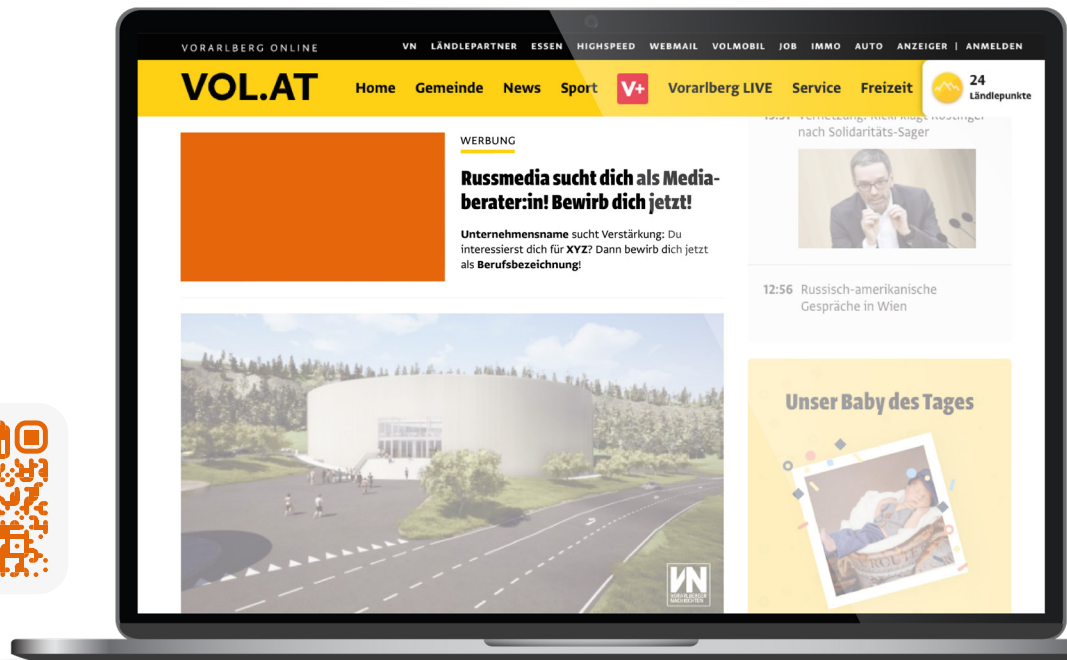 VORARLBERG ONLINE
VN LÄNDLEPARTNER ESSEN HIGHSPEED WEBMAIL VOLMOBIL JOB IMMO AUTO ANZEIGER | ANMELDEN
VOL.AT
Home Gemeinde News Sport V+ Vorarlberg LIVE Service Freizeit
24
Ländlepunkte
WERBUNG
Russmedia sucht dich als Media-
berater:in! Bewirb dich jetzt!
Unternehmensname sucht Verstärkung: Du
interessierst dich für XYZ? Dann bewirb dich jetzt
als Berufsbezeichnung!
nach Solidaritäts-Sager
12:56 Russisch-amerikanische
Gespräche in Wien
Unser Baby des Tages
VN
VORARLBERGER
NACHRICHTEN